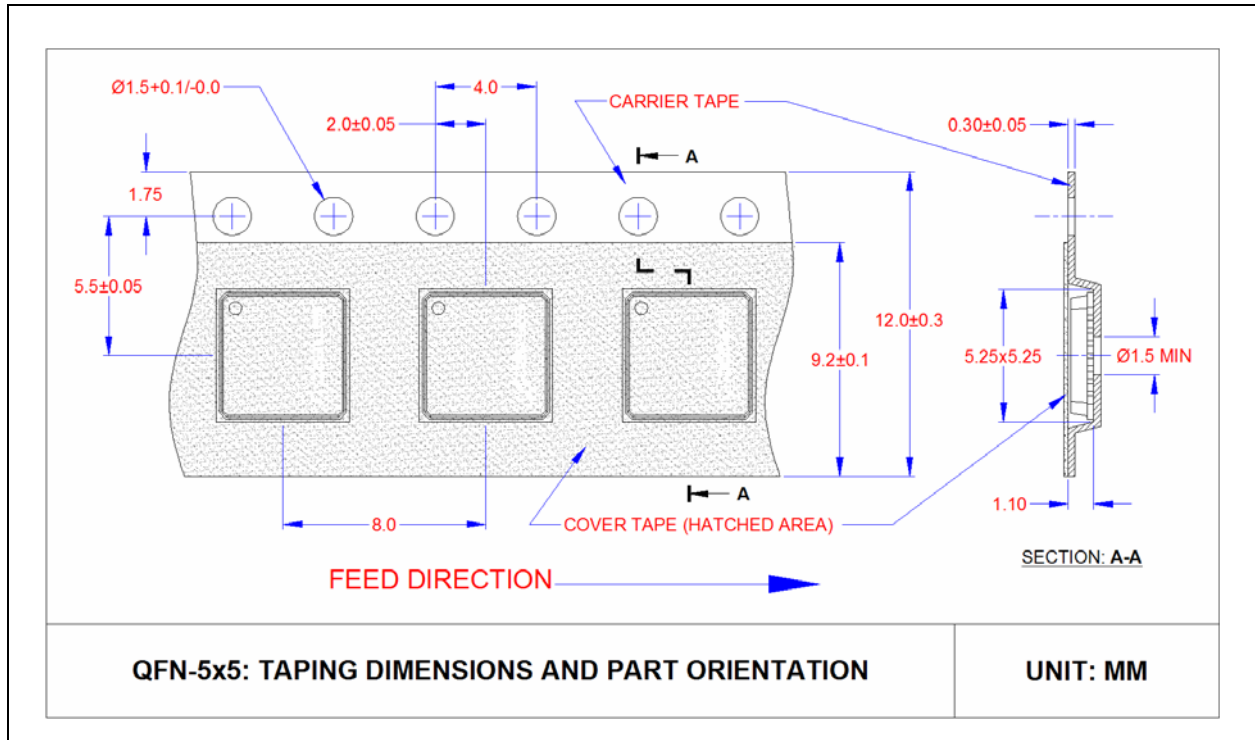 Ø1.5+0.1/-0.0
4.0
CARRIER TAPE
2.0±0.05
0.30±0.05
A
1.75
5.5±0.05
12.0±0.3
9.2±0.1
5.25x5.25
Ø1.5 MIN
A
1.10
8.0
COVER TAPE (HATCHED AREA)
SECTION: A-A
FEED DIRECTION
QFN-5x5: TAPING DIMENSIONS AND PART ORIENTATION
UNIT: MM